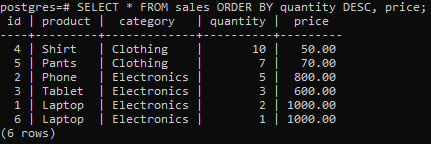 postgres=# SELECT * FROM sales ORDER BY quantity DESC, price;
 id | product |  category   | quantity |  price
----+---------+-------------+----------+---------
  4 | Shirt   | Clothing    |       10 |   50.00
  5 | Pants   | Clothing    |        7 |   70.00
  2 | Phone   | Electronics |        5 |  800.00
  3 | Tablet  | Electronics |        3 |  600.00
  1 | Laptop  | Electronics |        2 | 1000.00
  6 | Laptop  | Electronics |        1 | 1000.00
(6 rows)